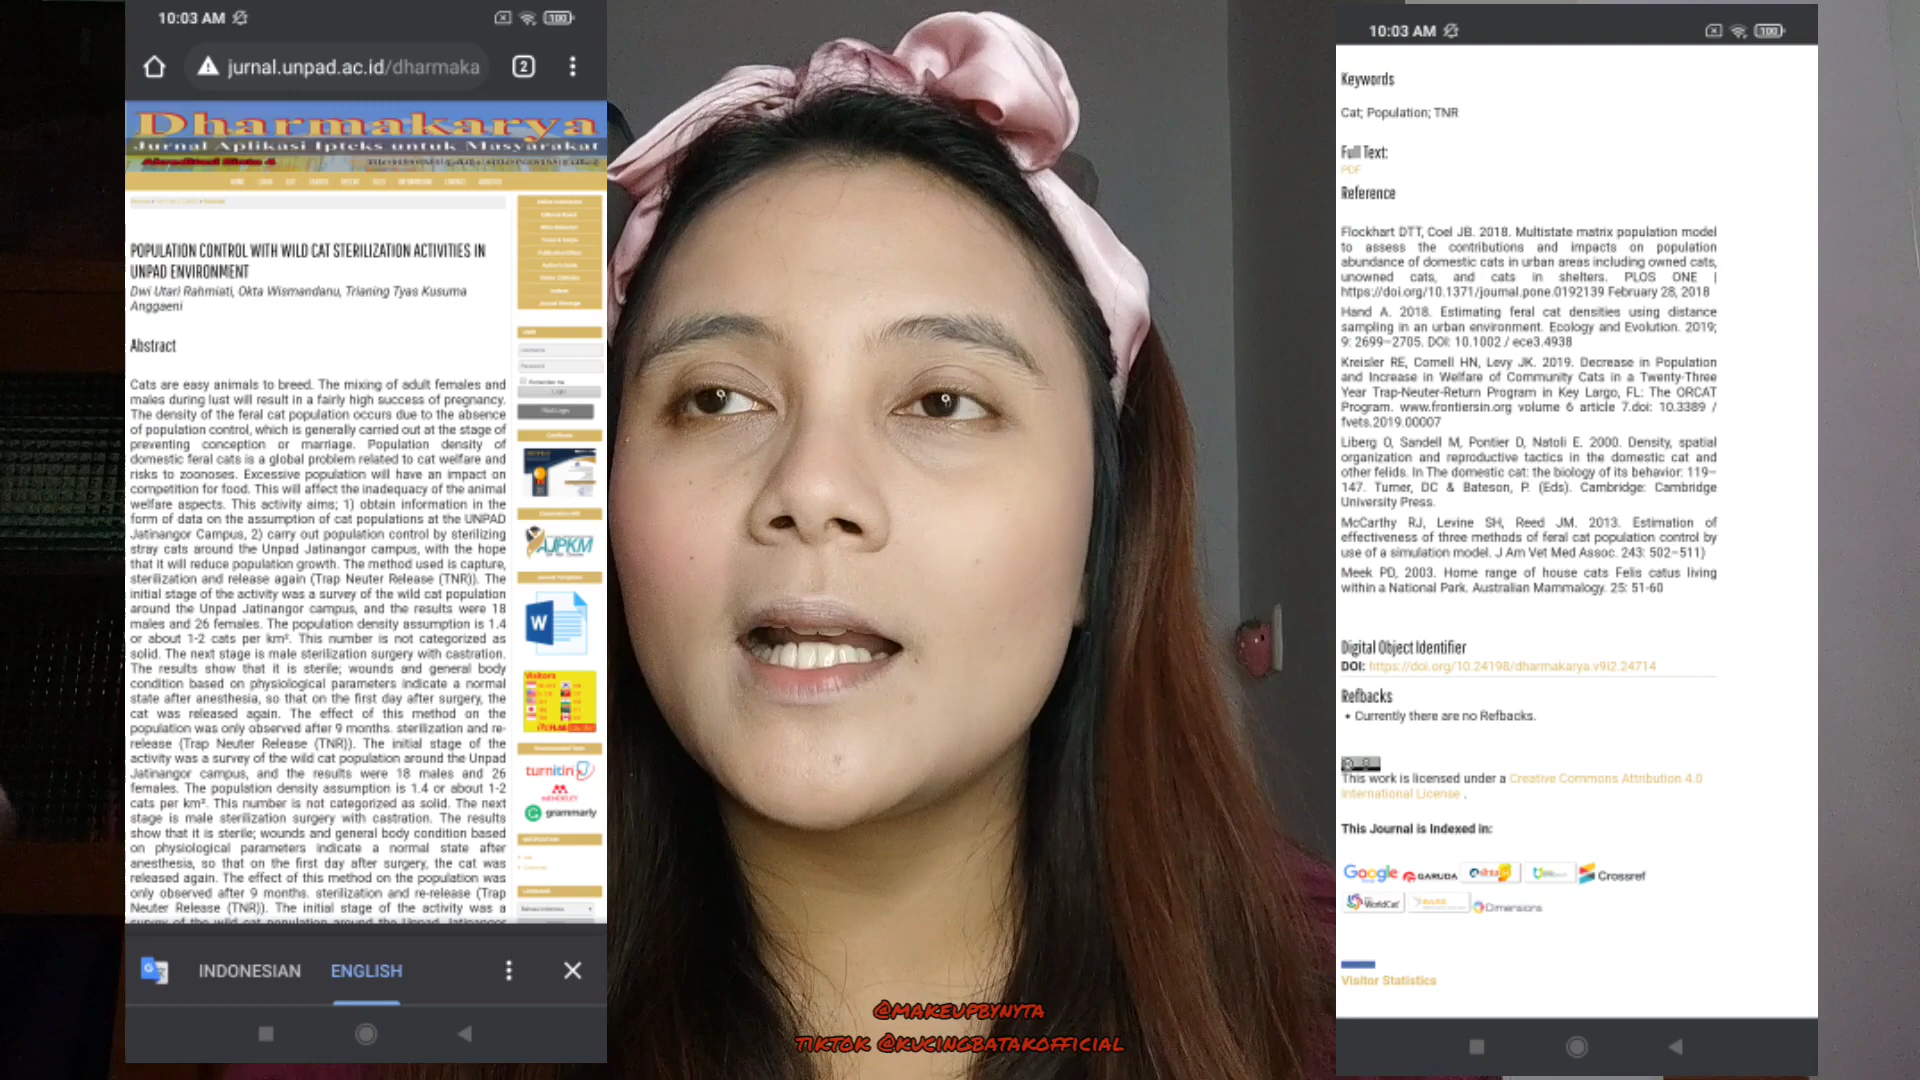 10:03 AM
100
jurnal.unpad.ac.id/dharmaka
2
Dharmakarya
Jurnal Aplikasi Ipteks untuk Masyarakat
Akreditasi Sinta 4
POPULATION CONTROL WITH WILD CAT STERILIZATION ACTIVITIES IN
UNPAD ENVIRONMENT
Dwi Utari Rahmiati, Okta Wismandanu, Trianing Tyas Kusuma
Anggaeni
Abstract
Cats are easy animals to breed. The mixing of adult females and
males during lust will result in a fairly high success of pregnancy.
The density of the feral cat population occurs due to the absence
of population control, which is generally carried out at the stage of
preventing conception or marriage. Population density of
domestic feral cats is a global problem related to cat welfare and
risks to zoonoses. Excessive population will have an impact on
competition for food. This will affect the inadequacy of the animal
welfare aspects. This activity aims; 1) obtain information in the
form of data on the assumption of cat populations at the UNPAD
Jatinangor Campus, 2) carry out population control by sterilizing
stray cats around the Unpad Jatinangor campus, with the hope
that it will reduce population growth. The method used is capture,
sterilization and release again (Trap Neuter Release (TNR)). The
initial stage of the activity was a survey of the wild cat population
around the Unpad Jatinangor campus, and the results were 18
males and 26 females. The population density assumption is 1.4
or about 1-2 cats per km². This number is not categorized as
solid. The next stage is male sterilization surgery with castration.
The results show that it is sterile; wounds and general body
condition based on physiological parameters indicate a normal
state after anesthesia, so that on the first day after surgery, the
cat was released again. The effect of this method on the
population was only observed after 9 months. sterilization and re-
release (Trap Neuter Release (TNR)). The initial stage of the
activity was a survey of the wild cat population around the Unpad
Jatinangor campus, and the results were 18 males and 26
females. The population density assumption is 1.4 or about 1-2
cats per km². This number is not categorized as solid. The next
stage is male sterilization surgery with castration. The results
show that it is sterile; wounds and general body condition based
on physiological parameters indicate a normal state after
anesthesia, so that on the first day after surgery, the cat was
released again. The effect of this method on the population was
only observed after 9 months. sterilization and re-release (Trap
Neuter Release (TNR)). The initial stage of the activity was a
survey of the wild cat population around the Unpad Jatinangor
Remember me
Login
AJPKM
W
Visitors
turnitin
MENDELEY
grammarly
INDONESIAN
ENGLISH
@MAKEUPBYNYTA
TIKTOK @KUCINGBATAKOFFICIAL
10:03 AM
100
Keywords
Cat; Population; TNR
Full Text:
PDF
Reference
Flockhart DTT, Coel JB. 2018. Multistate matrix population model
to assess the contributions and impacts on population
abundance of domestic cats in urban areas including owned cats,
unowned cats, and cats in shelters. PLOS ONE |
https://doi.org/10.1371/journal.pone.0192139 February 28, 2018
Hand A. 2018. Estimating feral cat densities using distance
sampling in an urban environment. Ecology and Evolution. 2019;
9: 2699–2705. DOI: 10.1002 / ece3.4938
Kreisler RE, Cornell HN, Levy JK. 2019. Decrease in Population
and Increase in Welfare of Community Cats in a Twenty-Three
Year Trap-Neuter-Return Program in Key Largo, FL: The ORCAT
Program. www.frontiersin.org volume 6 article 7.doi: 10.3389 /
fvets.2019.00007
Liberg O, Sandell M, Pontier D, Natoli E. 2000. Density, spatial
organization and reproductive tactics in the domestic cat and
other felids. In The domestic cat: the biology of its behavior: 119–
147. Turner, DC & Bateson, P. (Eds). Cambridge: Cambridge
University Press.
McCarthy RJ, Levine SH, Reed JM. 2013. Estimation of
effectiveness of three methods of feral cat population control by
use of a simulation model. J Am Vet Med Assoc. 243: 502–511)
Meek PD, 2003. Home range of house cats Felis catus living
within a National Park. Australian Mammalogy. 25: 51-60
Digital Object Identifier
DOI: https://doi.org/10.24198/dharmakarya.v9i2.24714
Refbacks
• Currently there are no Refbacks.
This work is licensed under a Creative Commons Attribution 4.0
International License .
This Journal is Indexed in:
Google
GARUDA
Crossref
WorldCat
BASE
Dimensions
Visitor Statistics